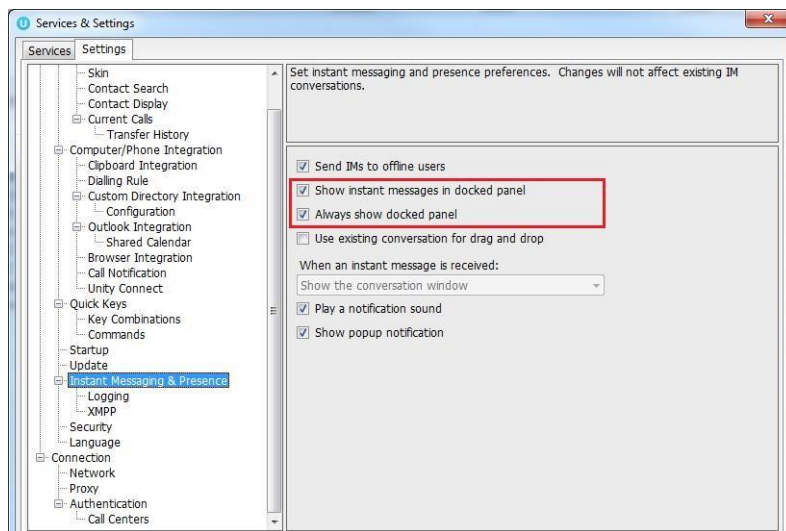 Services & Settings
Services
Settings
Skin
Contact Search
Contact Display
Current Calls
Transfer History
Computer/Phone Integration
Clipboard Integration
Dialling Rule
Custom Directory Integration
Configuration
Outlook Integration
Shared Calendar
Browser Integration
Call Notification
Unity Connect
Quick Keys
Key Combinations
Commands
Startup
Update
Instant Messaging & Presence
Logging
XMPP
Security
Language
Connection
Network
Proxy
Authentication
Call Centers
Set instant messaging and presence preferences. Changes will not affect existing IM
conversations.
Send IMs to offline users
Show instant messages in docked panel
Always show docked panel
Use existing conversation for drag and drop
When an instant message is received:
Show the conversation window
Play a notification sound
Show popup notification